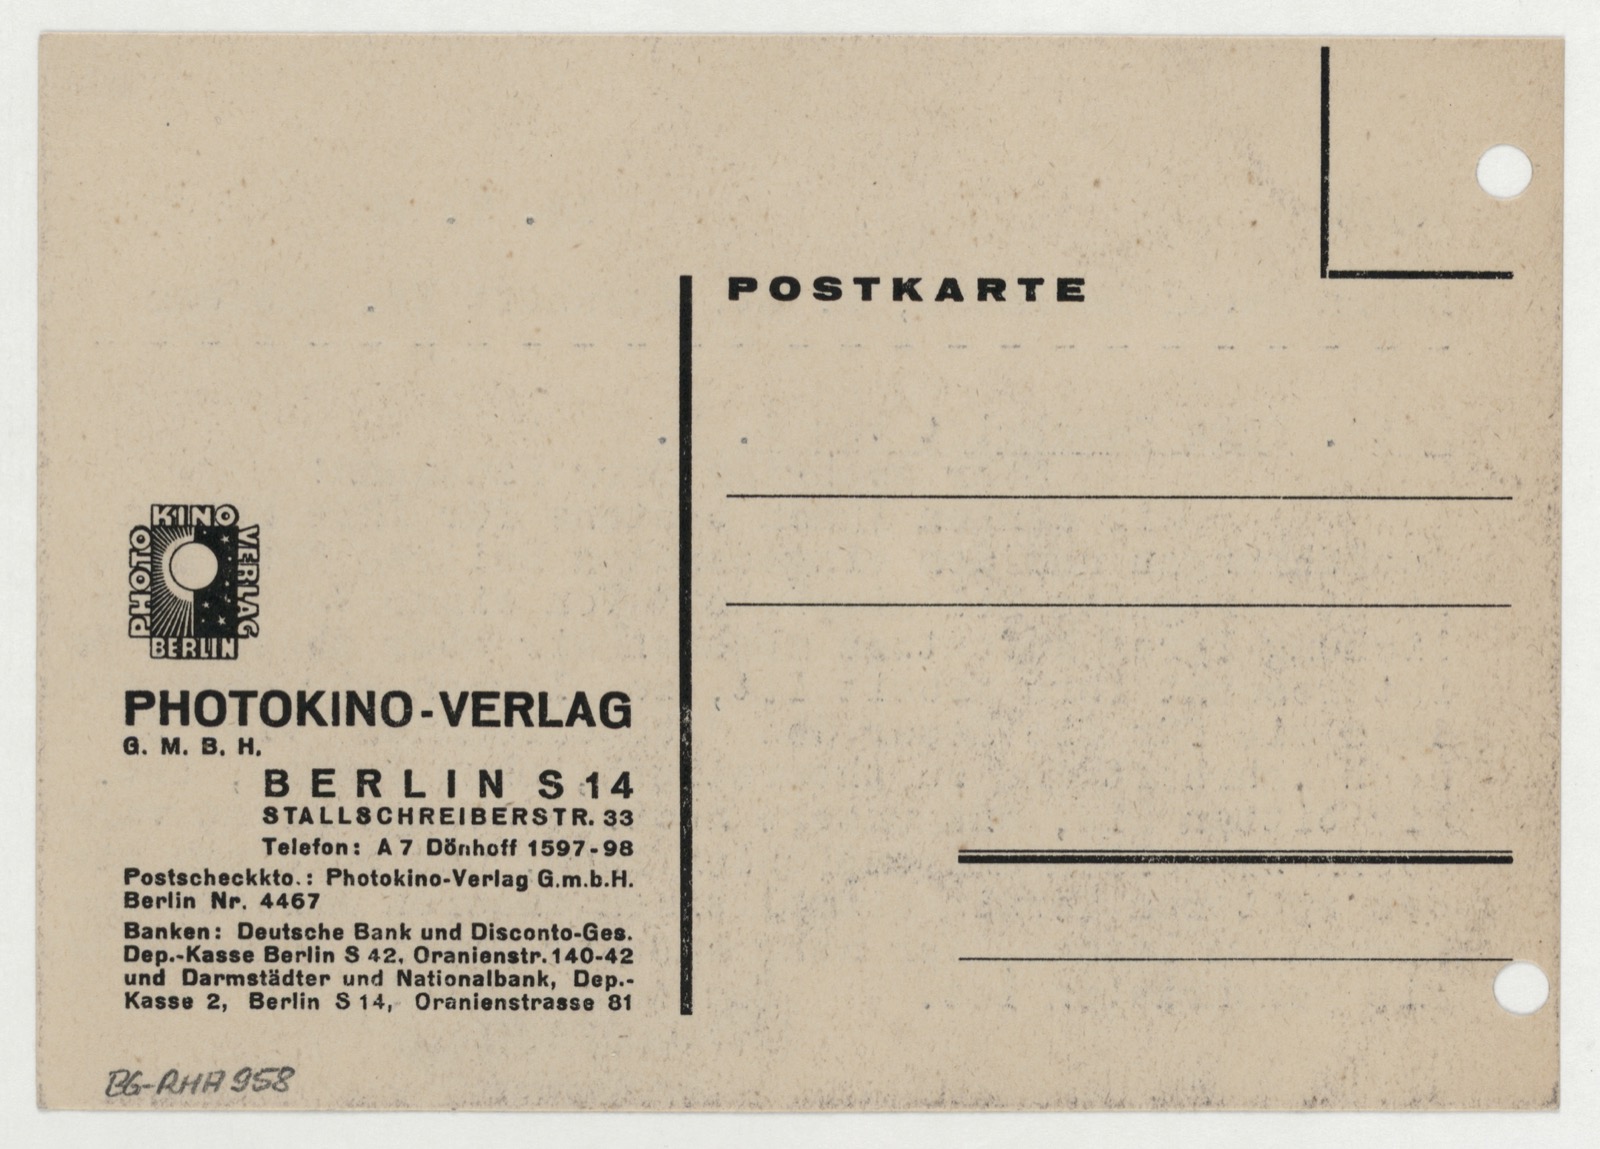 POSTKARTE
KINO
PHOTO
VERLAG
BERLIN
PHOTOKINO-VERLAG
G. M. B. H.
BERLIN S 14
STALLSCHREIBERSTR. 33
Telefon: A 7 Dönhoff 1597-98
Postscheckkto.: Photokino-Verlag G.m.b.H.
Berlin Nr. 4467
Banken: Deutsche Bank und Disconto-Ges.
Dep.-Kasse Berlin S 42, Oranienstr. 140-42
und Darmstädter und Nationalbank, Dep.-
Kasse 2, Berlin S 14, Oranienstrasse 81
BG-RHA 958